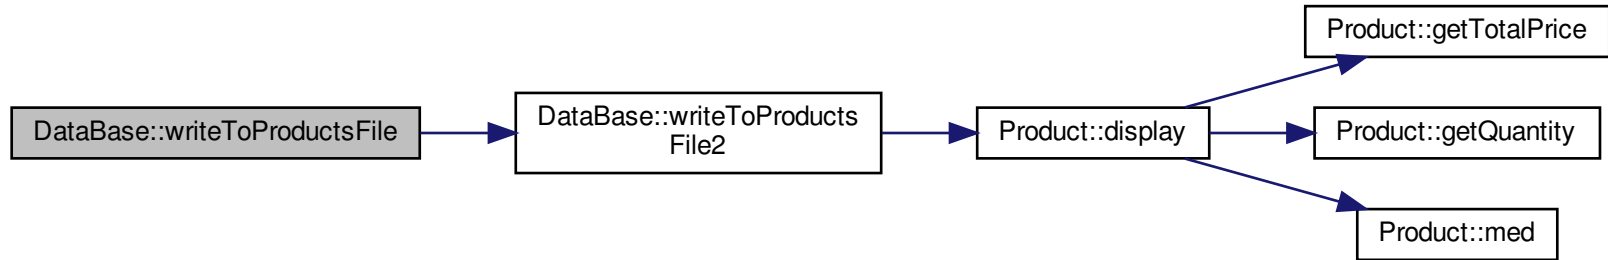 DataBase::writeToProductsFile
DataBase::writeToProducts
File2
Product::display
Product::getTotalPrice
Product::getQuantity
Product::med